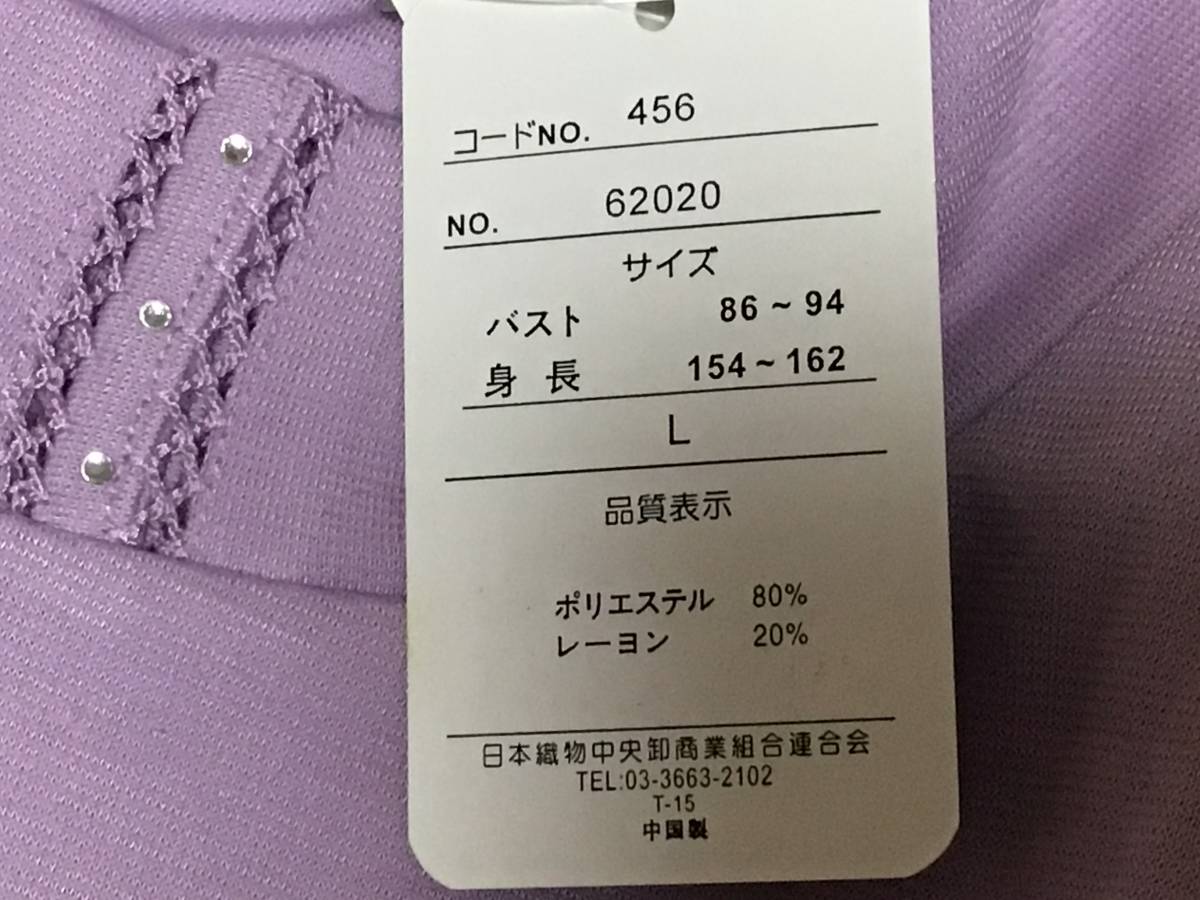 コードNO. 456
NO. 62020
サイズ
バスト 86～94
身長 154～162
L
品質表示
ポリエステル 80%
レーヨン 20%
日本織物中央卸商業組合連合会
TEL:03-3663-2102
T-15
中国製